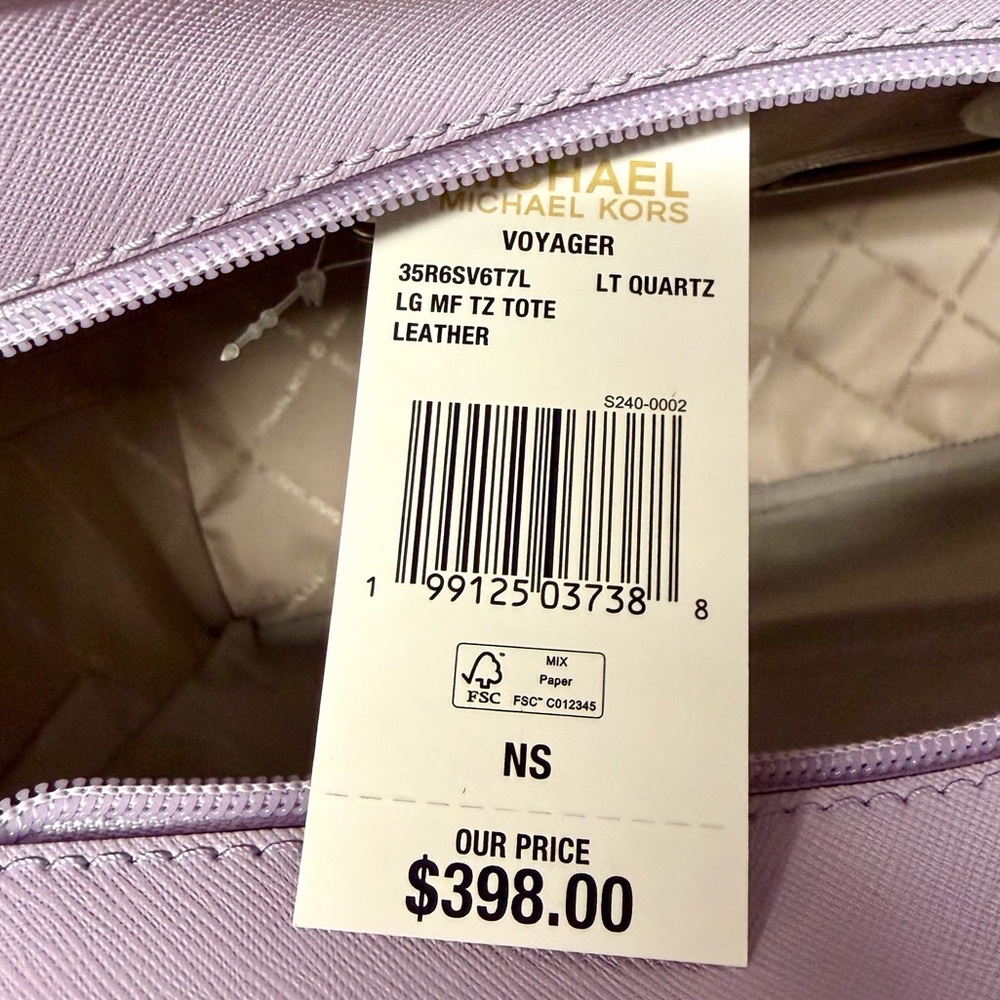 MICHAEL
MICHAEL KORS
VOYAGER
35R6SV6T7L LT QUARTZ
LG MF TZ TOTE
LEATHER
S240-0002
1 99125 03738 8
FSC
MIX
Paper
FSC™ C012345
NS
OUR PRICE
$398.00